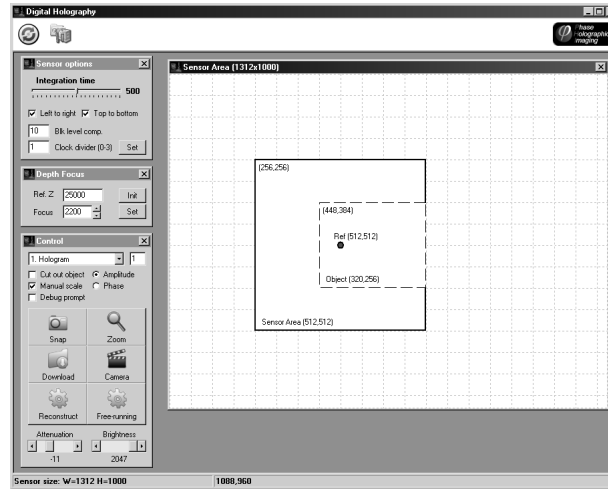 Digital Holography
Phase
Holographic
Imaging
Sensor options
Integration time
500
Left to right Top to bottom
10 Blk level comp.
1 Clock divider (0-3) Set
Depth Focus
Ref. Z 25000 Init
Focus 2200 Set
Control
1. Hologram 1
Cut out object Amplitude
Manual scale Phase
Debug prompt
Snap Zoom
Download Camera
Reconstruct Free-running
Attenuation Brightness
-11 2047
Sensor Area (1312x1000)
(256,256)
(448,384)
Ref (512,512)
Object (320,256)
Sensor Area (512,512)
Sensor size: W=1312 H=1000 1088,960